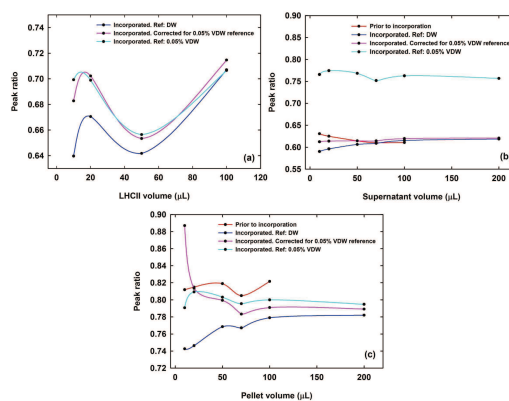 Incorporated. Ref: DW
Incorporated. Corrected for 0.05% VDW reference
Incorporated. Ref: 0.05% VDW
0.72
0.70
0.68
0.66
0.64
Peak ratio
(a)
0 20 40 60 80 100 120
LHCII volume (µL)
Prior to incorporation
Incorporated. Ref: DW
Incorporated. Corrected for 0.05% VDW reference
Incorporated. Ref: 0.05% VDW
0.90
0.85
0.80
0.75
0.70
0.65
0.60
0.55
Peak ratio
(b)
0 50 100 150 200
Supernatant volume (µL)
Prior to incorporation
Incorporated. Ref: DW
Incorporated. Corrected for 0.05% VDW reference
Incorporated. Ref: 0.05% VDW
0.90
0.88
0.86
0.84
0.82
0.80
0.78
0.76
0.74
0.72
Peak ratio
(c)
0 50 100 150 200
Pellet volume (µL)